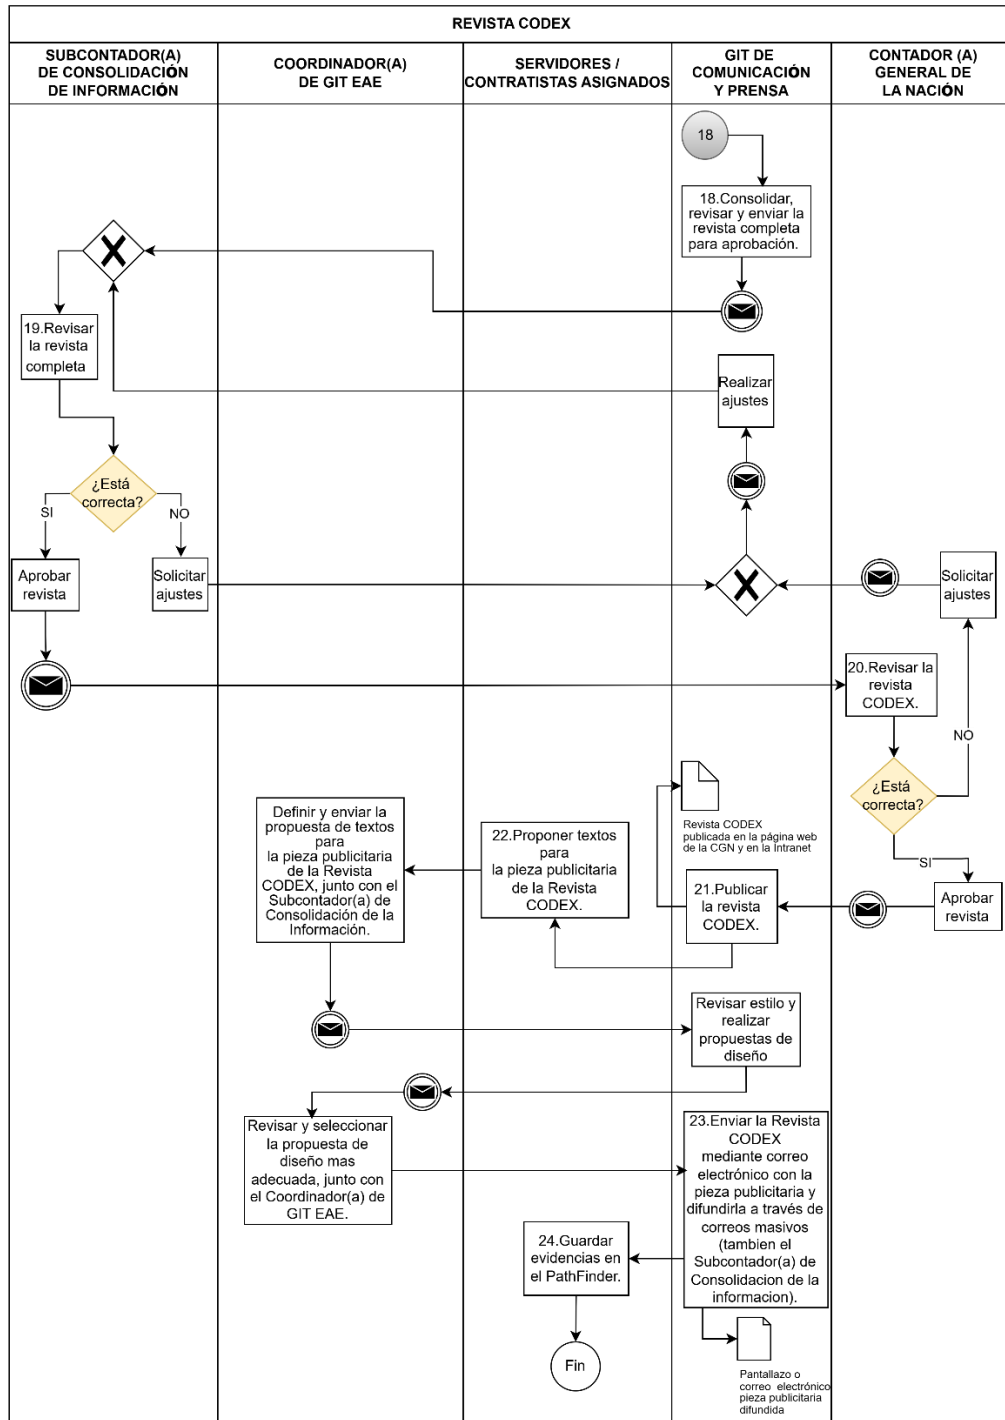 REVISTA CODEX
SUBCONTADOR(A)
DE CONSOLIDACIÓN
DE INFORMACIÓN
COORDINADOR(A)
DE GIT EAE
SERVIDORES /
CONTRATISTAS ASIGNADOS
GIT DE
COMUNICACIÓN
Y PRENSA
CONTADOR (A)
GENERAL DE
LA NACIÓN
18
18.Consolidar,
revisar y enviar la
revista completa
para aprobación.
19.Revisar
la revista
completa
Realizar
ajustes
¿Está
correcta?
SI
NO
Aprobar
revista
Solicitar
ajustes
Solicitar
ajustes
20.Revisar la
revista
CODEX.
NO
¿Está
correcta?
SI
Aprobar
revista
Revista CODEX
publicada en la página web
de la CGN y en la Intranet
21.Publicar
la revista
CODEX.
22.Proponer textos
para
la pieza publicitaria
de la Revista
CODEX.
Definir y enviar la
propuesta de textos
para
la pieza publicitaria
de la Revista
CODEX, junto con el
Subcontador(a) de
Consolidación de la
Información.
Revisar estilo y
realizar
propuestas de
diseño
Revisar y seleccionar
la propuesta de
diseño mas
adecuada, junto con
el Coordinador(a) de
GIT EAE.
23.Enviar la Revista
CODEX
mediante correo
electrónico con la
pieza publicitaria y
difundirla a través de
correos masivos
(tambien el
Subcontador(a) de
Consolidacion de la
informacion).
24.Guardar
evidencias en
el PathFinder.
Fin
Pantallazo o
correo electrónico
pieza publicitaria
difundida